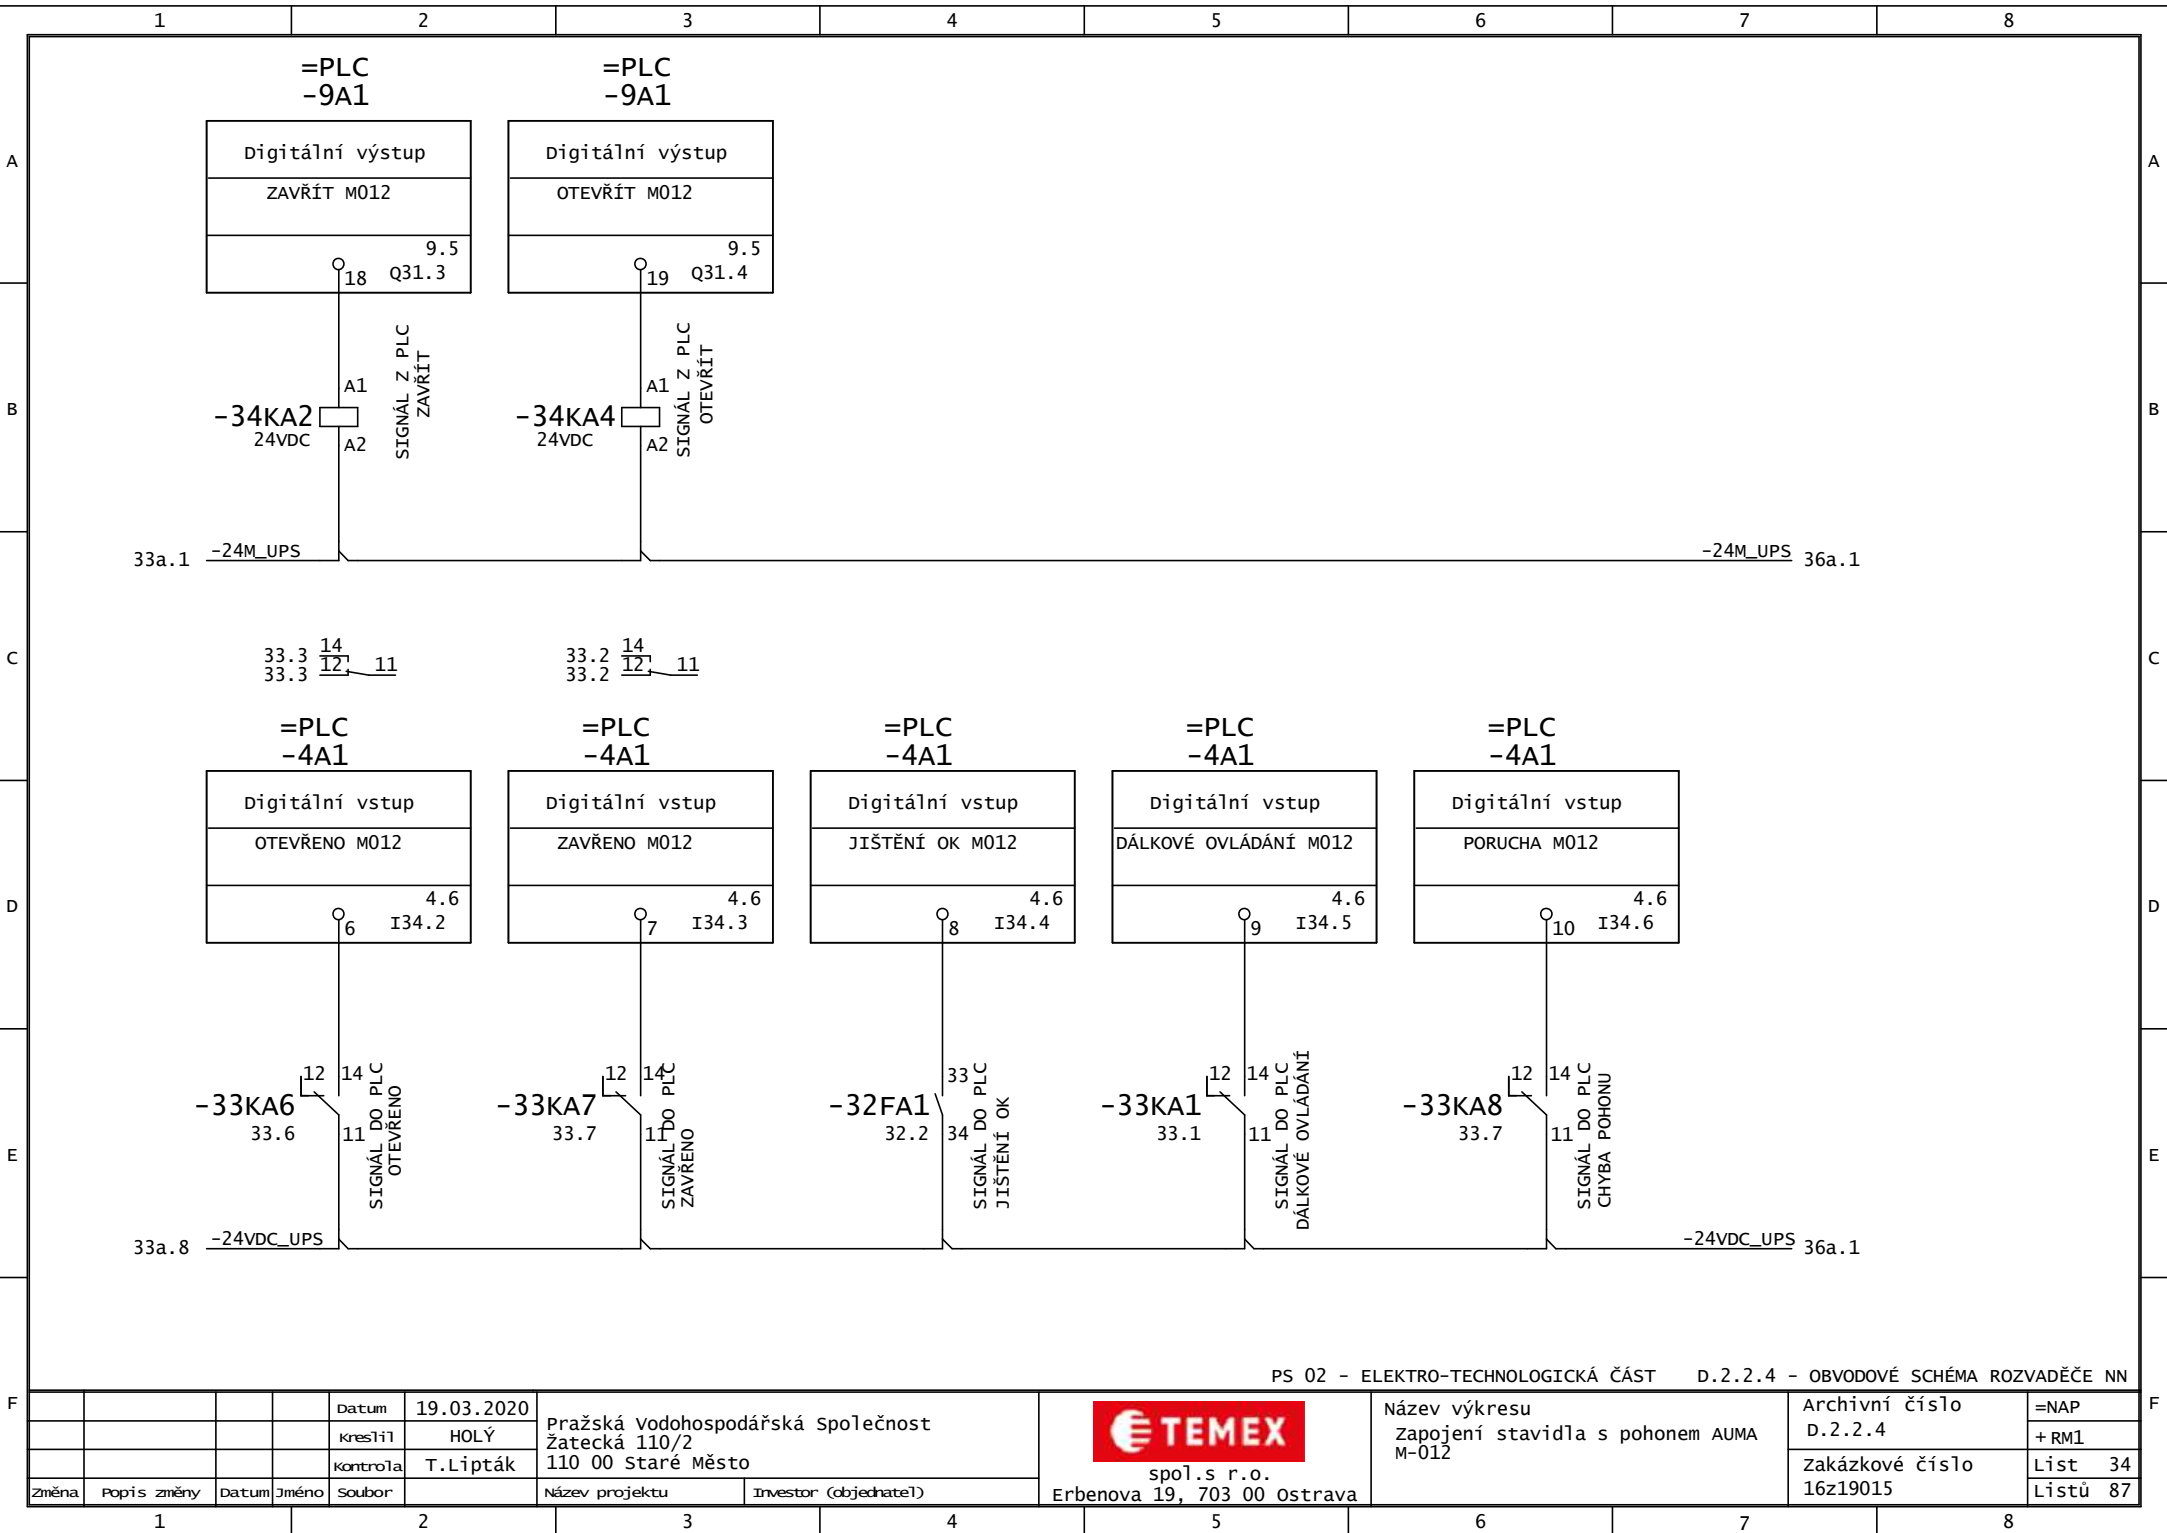 1 2 3 4 5 6 7 8
=PLC =PLC
-9A1 -9A1
A A
Digitální výstup Digitální výstup
ZAVŘÍT M012 OTEVŘÍT M012
9.5 9.5
18 Q31.3 19 Q31.4
SIGNÁL Z PLC
ZAVŘÍT
SIGNÁL Z PLC
OTEVŘÍT
A1 A1
B B
-34KA2 -34KA4
24VDC 24VDC
A2 A2
33a.1 -24M_UPS -24M_UPS 36a.1
C C
33.3 14 33.2 14
33.3 12 11 33.2 12 11
=PLC =PLC =PLC =PLC =PLC
-4A1 -4A1 -4A1 -4A1 -4A1
Digitální vstup Digitální vstup Digitální vstup Digitální vstup Digitální vstup
OTEVŘENO M012 ZAVŘENO M012 JIŠTĚNÍ OK M012 DÁLKOVÉ OVLÁDÁNÍ M012 PORUCHA M012
D D
4.6 4.6 4.6 4.6 4.6
6 I34.2 7 I34.3 8 I34.4 9 I34.5 10 I34.6
12 14 12 14 33 12 14 12 14
-33KA6 -33KA7 -32FA1 -33KA1 -33KA8
33.6 11 33.7 11 32.2 34 33.1 11 33.7 11
SIGNÁL DO PLC
OTEVŘENO
SIGNÁL DO PLC
ZAVŘENO
SIGNÁL DO PLC
JIŠTĚNÍ OK
SIGNÁL DO PLC
DÁLKOVÉ OVLÁDÁNÍ
SIGNÁL DO PLC
CHYBA POHONU
E E
33a.8 -24VDC_UPS -24VDC_UPS 36a.1
PS 02 - ELEKTRO-TECHNOLOGICKÁ ČÁST D.2.2.4 - OBVODOVÉ SCHÉMA ROZVADĚČE NN
F F
Datum 19.03.2020
Kreslil HOLÝ
Kontrola T.Lipták
Změna Popis změny Datum Jméno Soubor
Pražská Vodohospodářská Společnost
Žatecká 110/2
110 00 Staré Město
Název projektu Investor (objednatel)
TEMEX
spol.s r.o.
Erbenova 19, 703 00 Ostrava
Název výkresu
Zapojení stavidla s pohonem AUMA
M-012
Archivní číslo
D.2.2.4
Zakázkové číslo
16Z19015
=NAP
+RM1
List 34
Listů 87
1 2 3 4 5 6 7 8